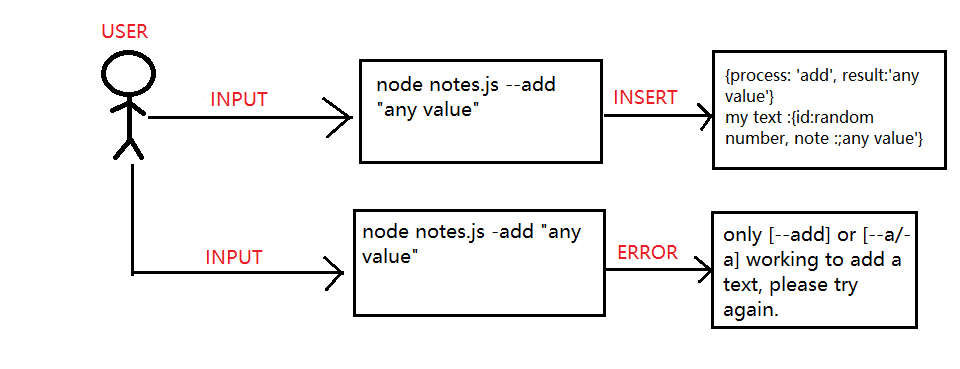 USER
INPUT
node notes.js --add
"any value"
INSERT
{process: 'add', result:'any
value'}
my text :{id:random
number, note :;any value'}
INPUT
node notes.js -add "any
value"
ERROR
only [--add] or [--a/-
a] working to add a
text, please try
again.